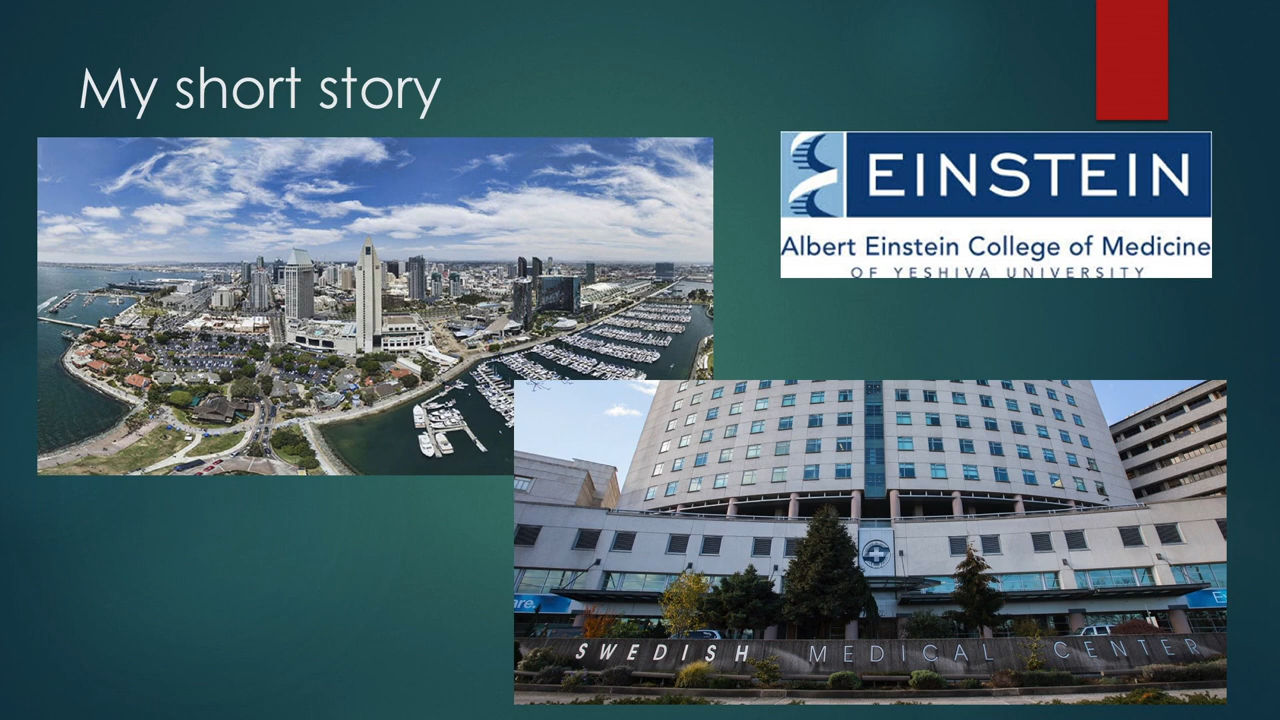 My short story
EINSTEIN
Albert Einstein College of Medicine
OF YESHIVA UNIVERSITY
SWEDISH MEDICAL CENTER